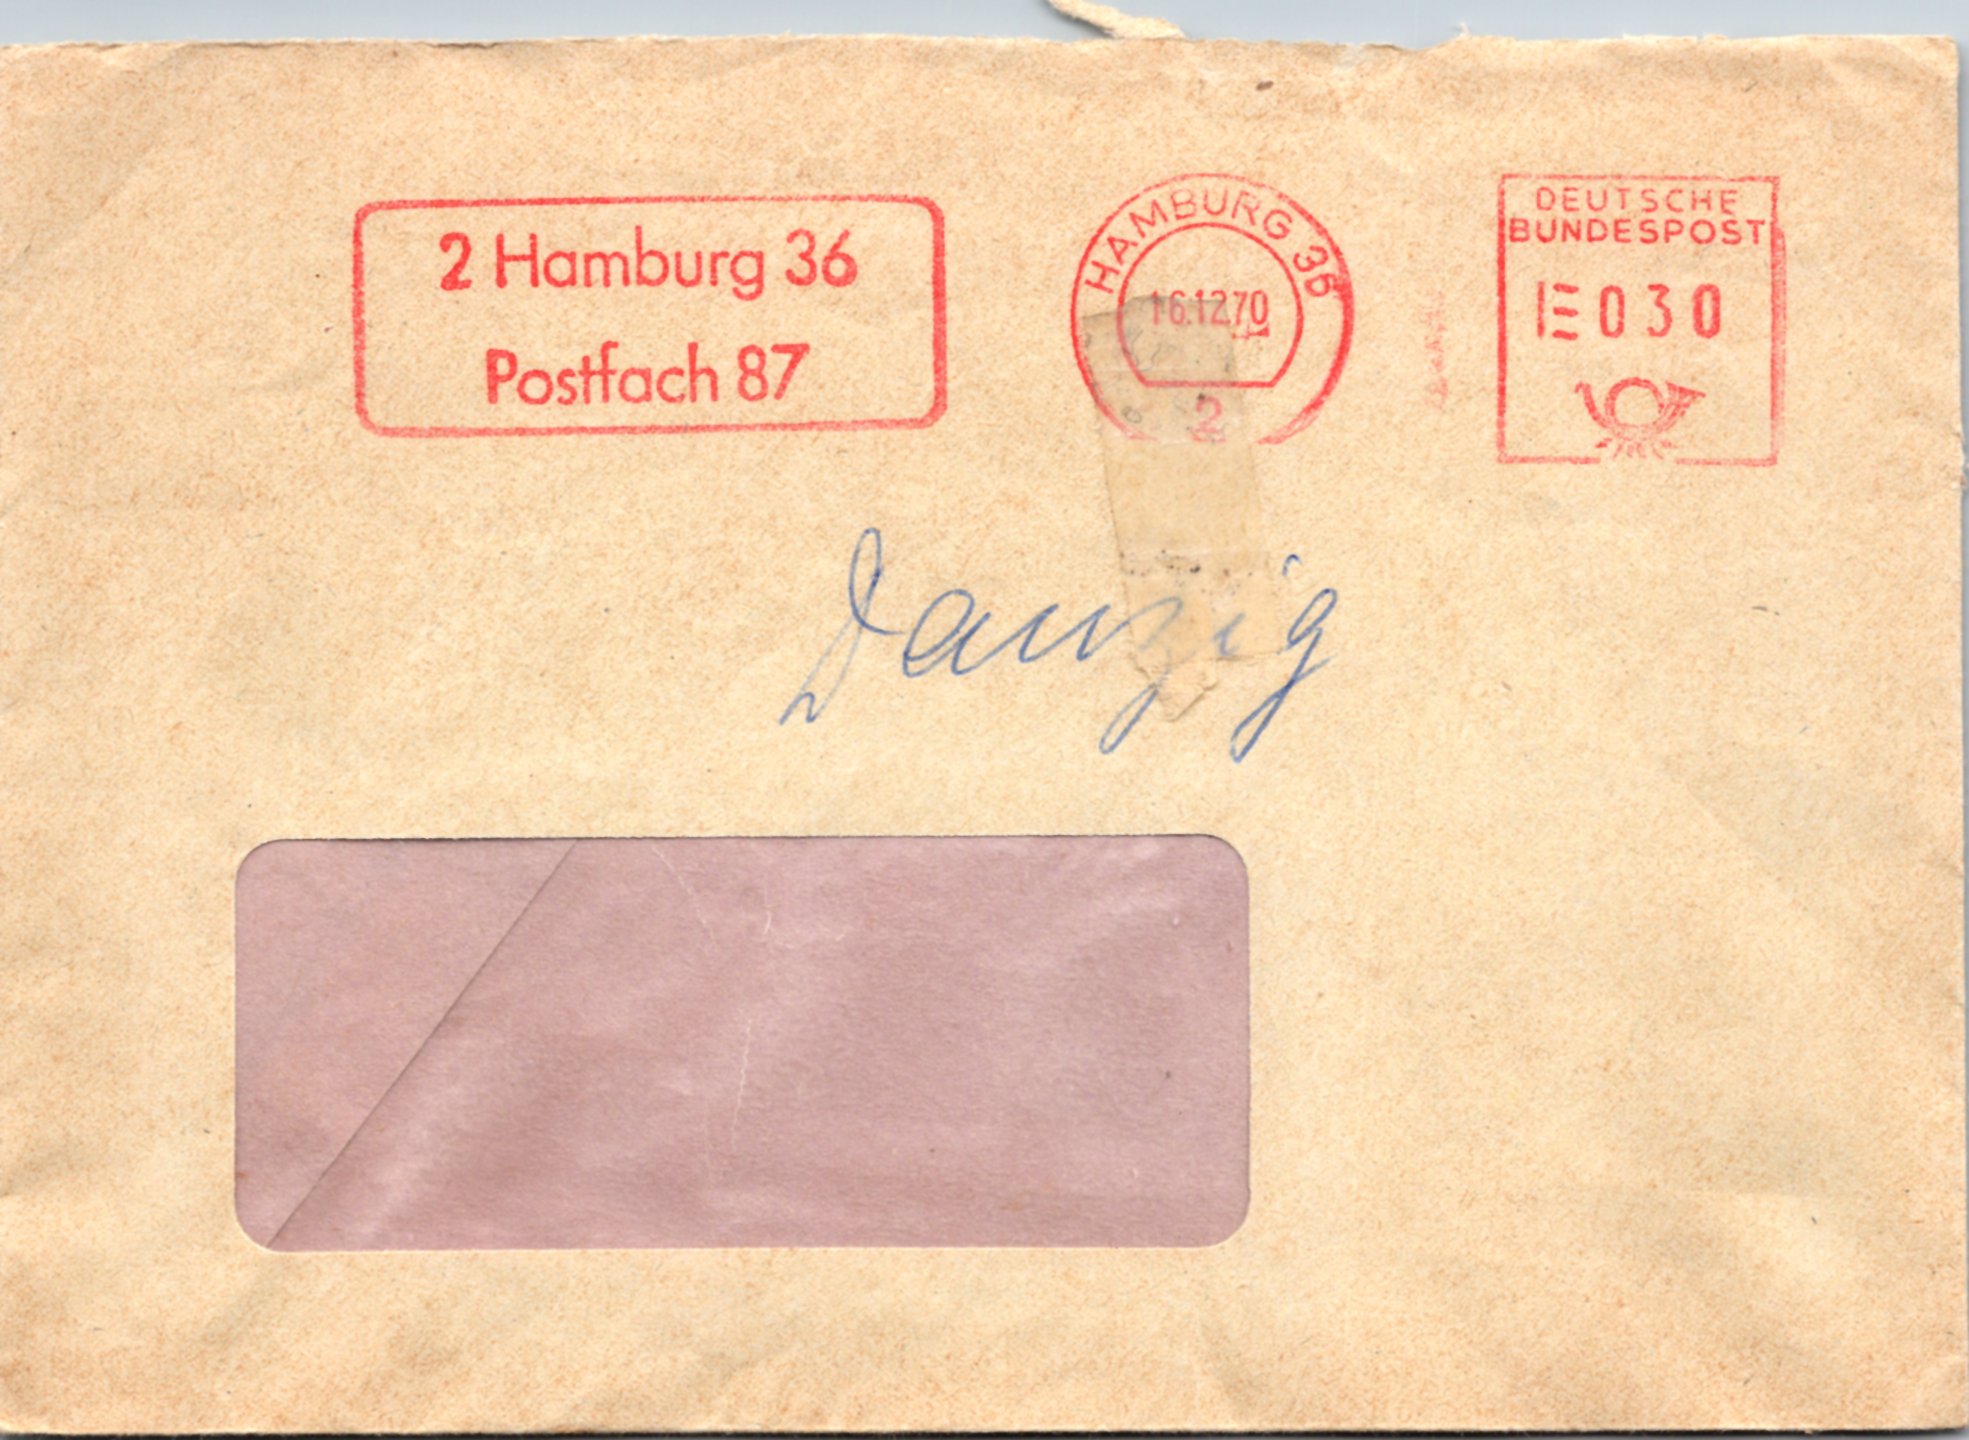 2 Hamburg 36
Postfach 87
HAMBURG 36
16.12.70
2
DEUTSCHE
BUNDESPOST
030
Danzig